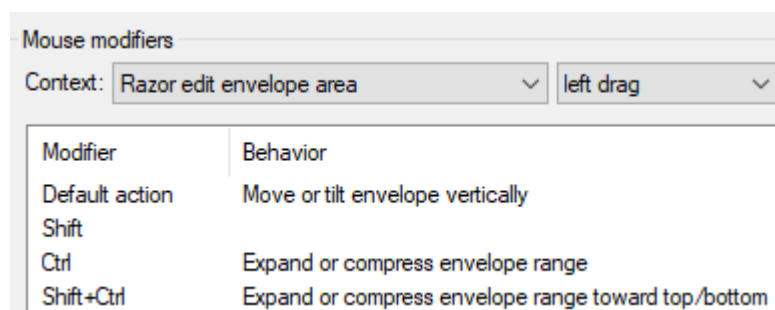 Mouse modifiers
Context: Razor edit envelope area left drag
Modifier Behavior
Default action Move or tilt envelope vertically
Shift
Ctrl Expand or compress envelope range
Shift+Ctrl Expand or compress envelope range toward top/bottom